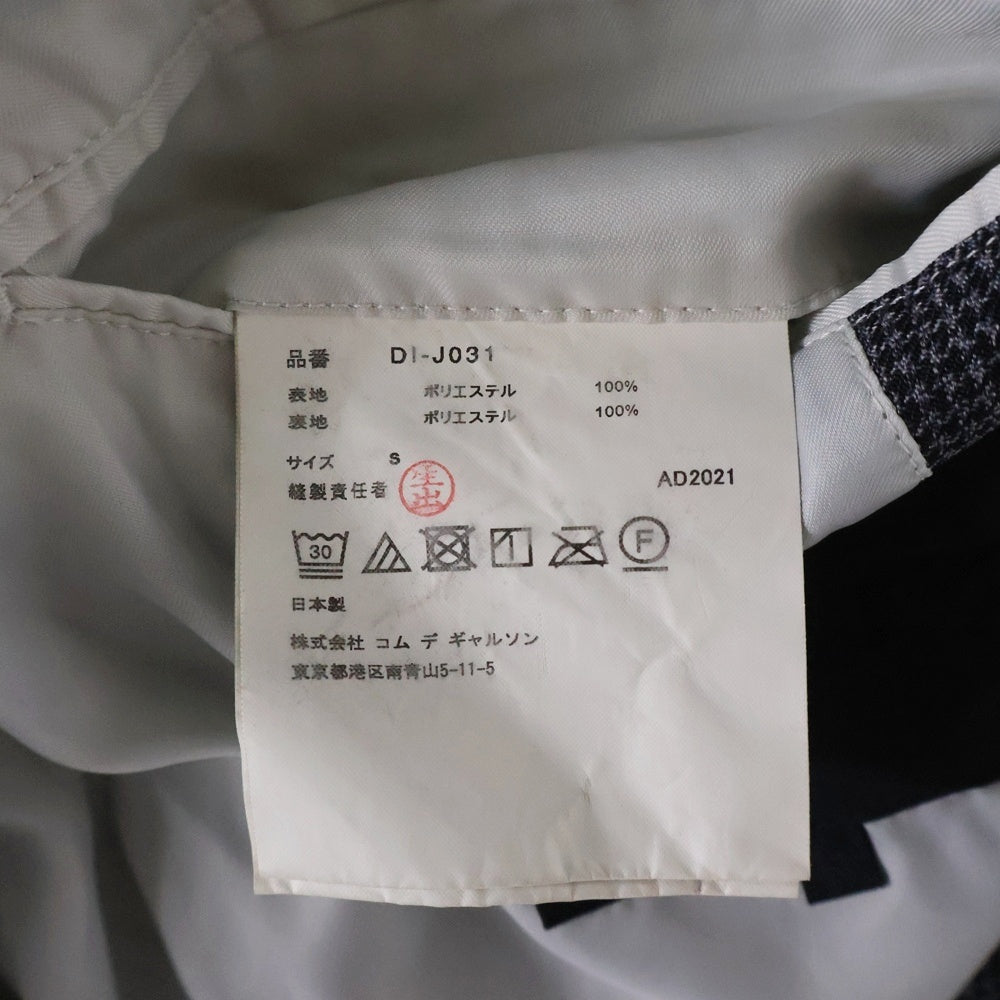 品番 DI-J031
表地 ポリエステル 100%
裏地 ポリエステル 100%
サイズ S
縫製責任者 生出 AD2021
30 F
日本製
株式会社 コム デ ギャルソン
東京都港区南青山5-11-5